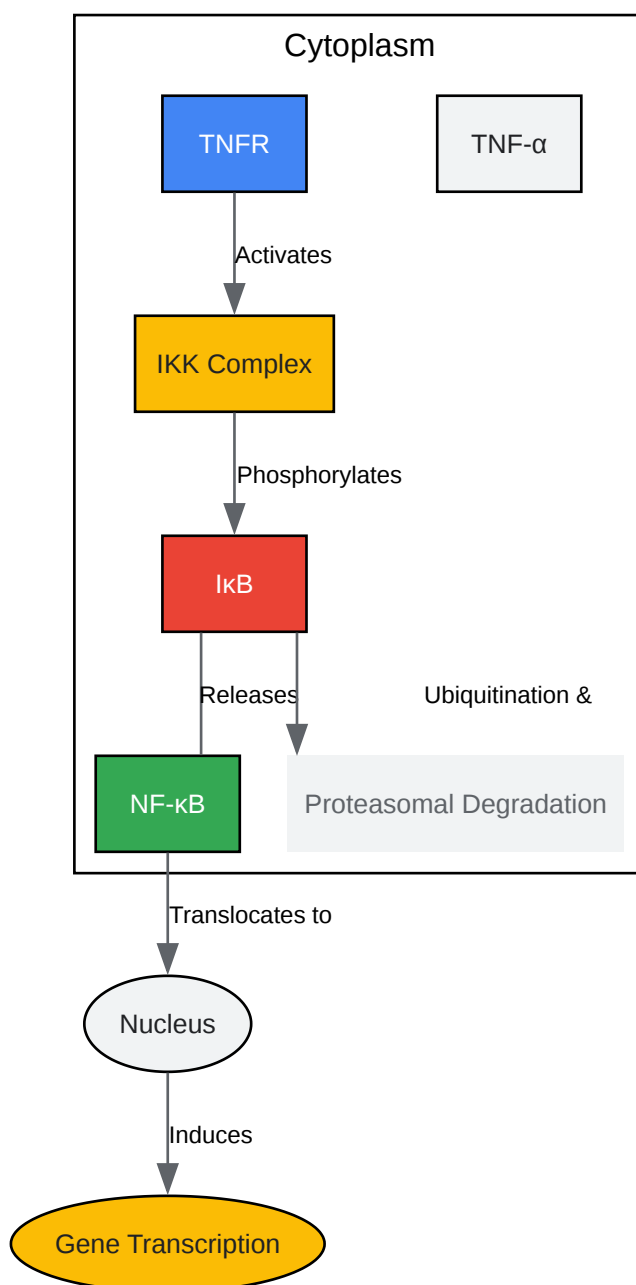 Cytoplasm
TNFR
TNF-α
Activates
IKK Complex
Phosphorylates
IκB
Releases
Ubiquitination &
NF-κB
Proteasomal Degradation
Translocates to
Nucleus
Induces
Gene Transcription